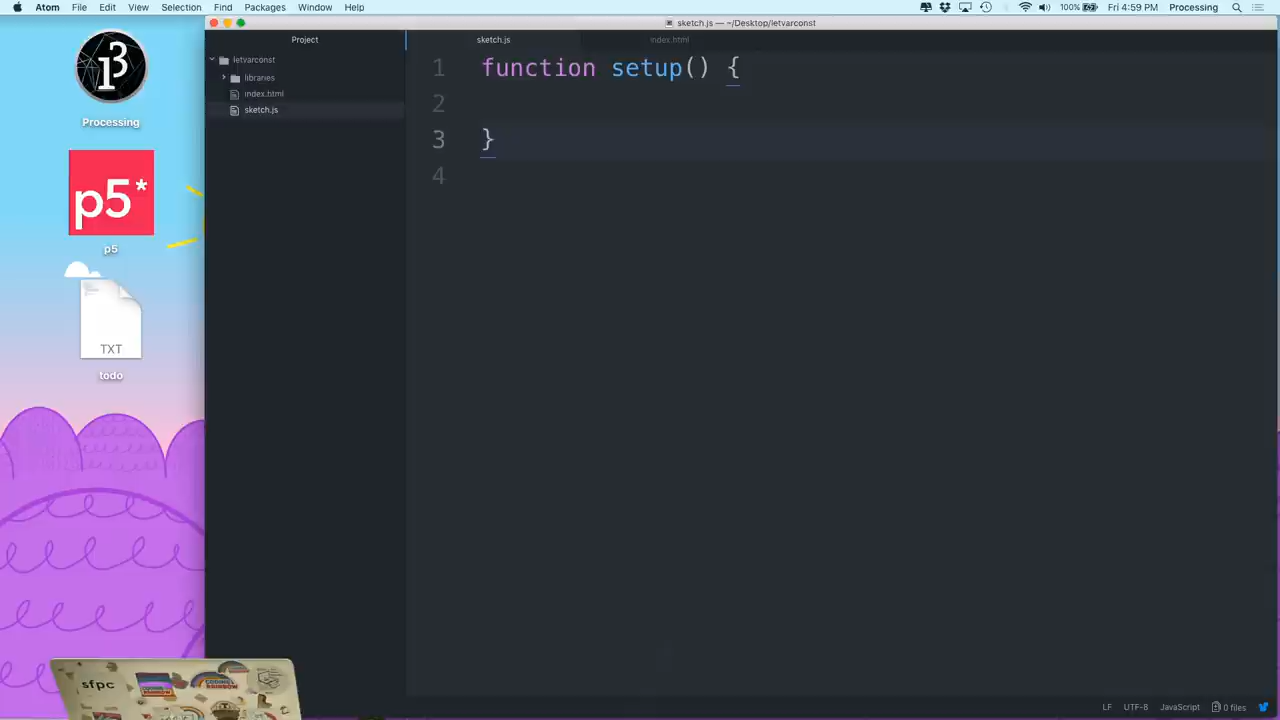 Atom File Edit View Selection Find Packages Window Help 100% Fri 4:59 PM Processing
sketch.js — ~/Desktop/letvarconst
Project sketch.js index.html
letvarconst
libraries
index.html
sketch.js
1 function setup() {
2
3 }
4
Processing
p5*
p5
TXT
todo
sfpc
LF UTF-8 JavaScript 0 files